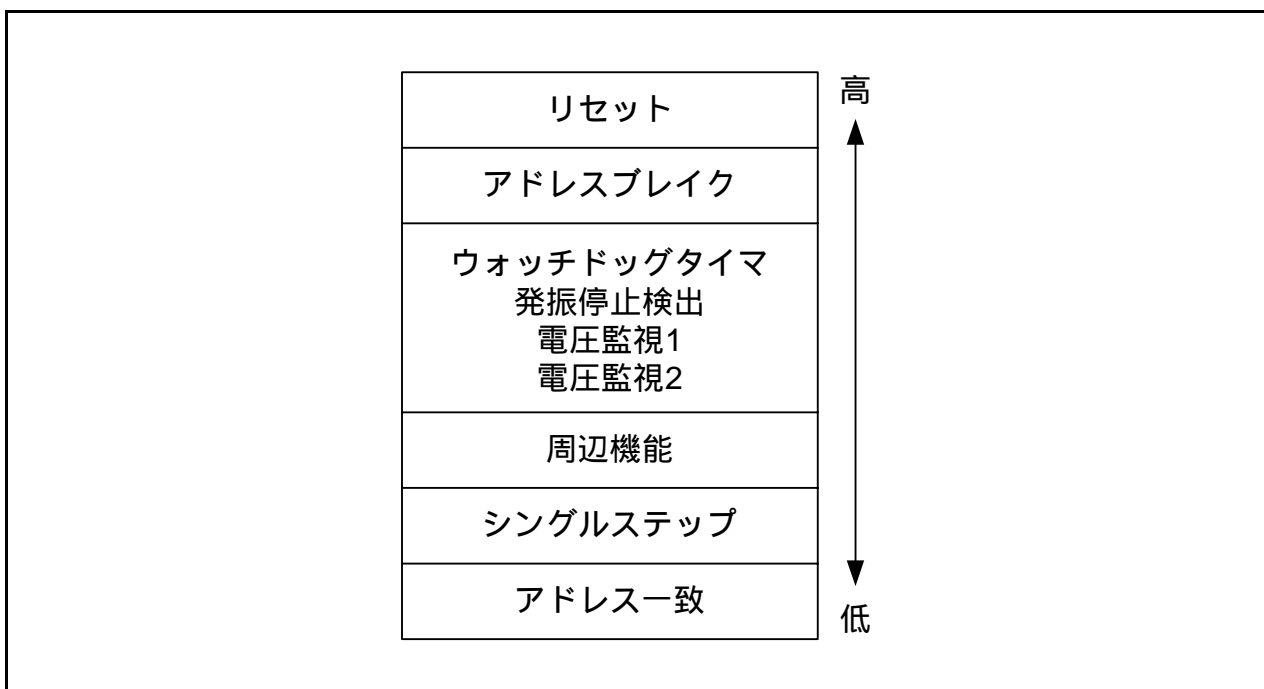 リセット
高
アドレスブレイク
ウォッチドッグタイマ
発振停止検出
電圧監視1
電圧監視2
周辺機能
シングルステップ
アドレス一致
低